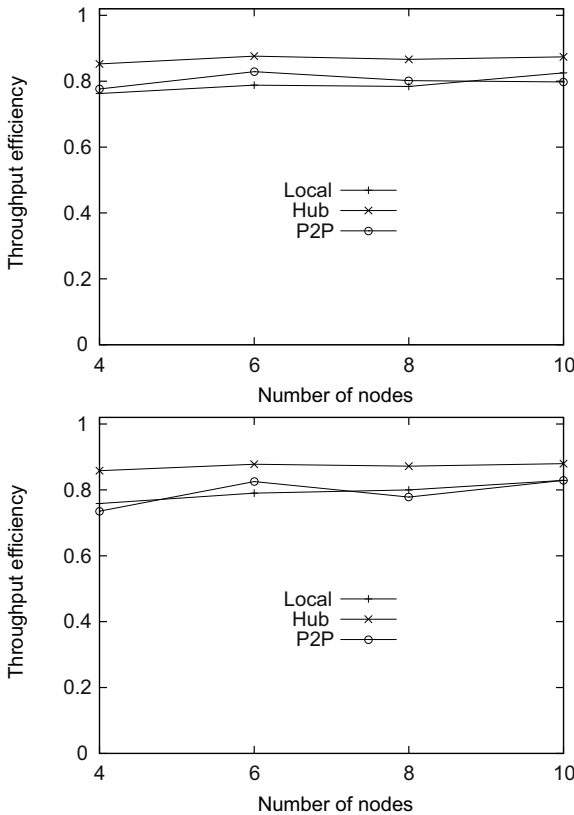 Throughput efficiency
1
0.8
0.6
0.4
0.2
0
Local
Hub
P2P
4 6 8 10
Number of nodes
Throughput efficiency
1
0.8
0.6
0.4
0.2
0
Local
Hub
P2P
4 6 8 10
Number of nodes